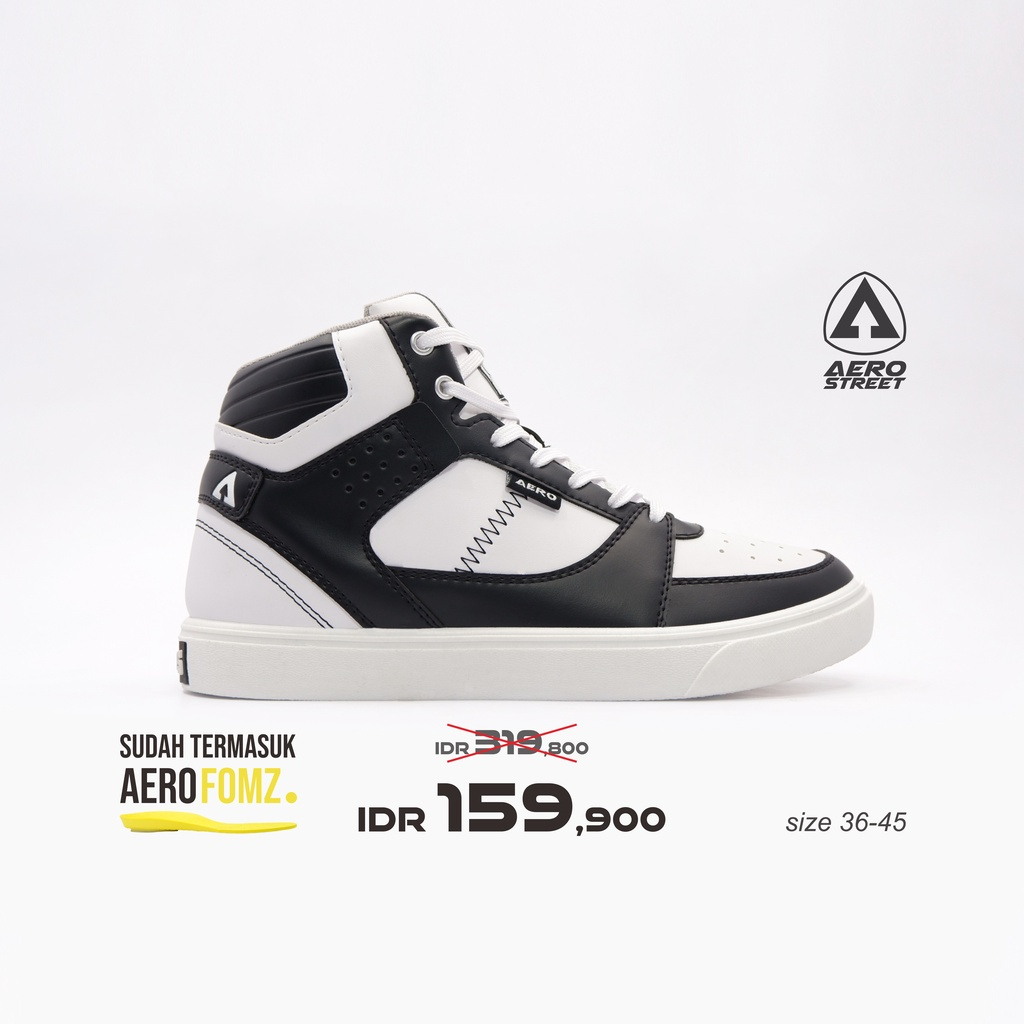 AERO
STREET
AERO
SUDAH TERMASUK
AEROFOMZ.
IDR 319,800
IDR 159,900
size 36-45